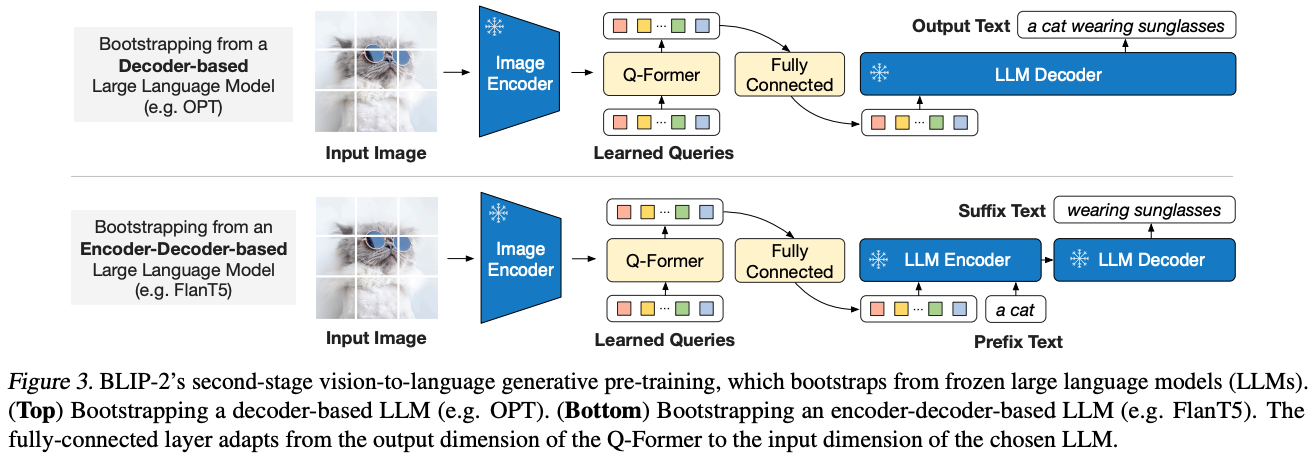 Bootstrapping from a
Decoder-based
Large Language Model
(e.g. OPT)
Input Image
Image
Encoder
Q-Former
Learned Queries
Fully
Connected
Output Text
a cat wearing sunglasses
LLM Decoder
Bootstrapping from an
Encoder-Decoder-based
Large Language Model
(e.g. FlanT5)
Input Image
Image
Encoder
Q-Former
Learned Queries
Fully
Connected
Suffix Text
wearing sunglasses
LLM Encoder
LLM Decoder
a cat
Prefix Text
Figure 3. BLIP-2's second-stage vision-to-language generative pre-training, which bootstraps from frozen large language models (LLMs).
(Top) Bootstrapping a decoder-based LLM (e.g. OPT). (Bottom) Bootstrapping an encoder-decoder-based LLM (e.g. FlanT5). The
fully-connected layer adapts from the output dimension of the Q-Former to the input dimension of the chosen LLM.